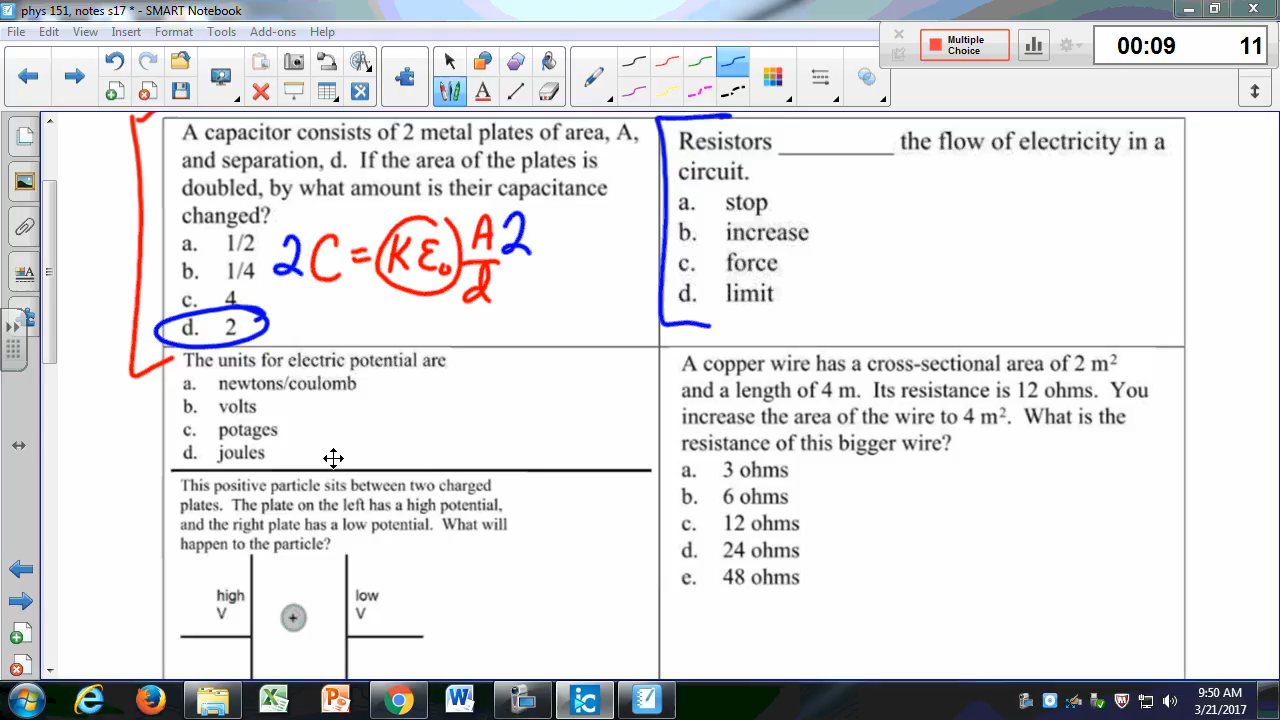 phys 151, notes s17 * - SMART Notebook
File Edit View Insert Format Tools Add-ons Help
Multiple Choice
00:09 11
A capacitor consists of 2 metal plates of area, A,
and separation, d. If the area of the plates is
doubled, by what amount is their capacitance
changed?
a. 1/2
b. 1/4
c. 4
d. 2
2C = Kε₀ A/d 2
The units for electric potential are
a. newtons/coulomb
b. volts
c. potages
d. joules
This positive particle sits between two charged
plates. The plate on the left has a high potential,
and the right plate has a low potential. What will
happen to the particle?
high V
+
low V
Resistors __________ the flow of electricity in a
circuit.
a. stop
b. increase
c. force
d. limit
A copper wire has a cross-sectional area of 2 m²
and a length of 4 m. Its resistance is 12 ohms. You
increase the area of the wire to 4 m². What is the
resistance of this bigger wire?
a. 3 ohms
b. 6 ohms
c. 12 ohms
d. 24 ohms
e. 48 ohms
9:50 AM
3/21/2017